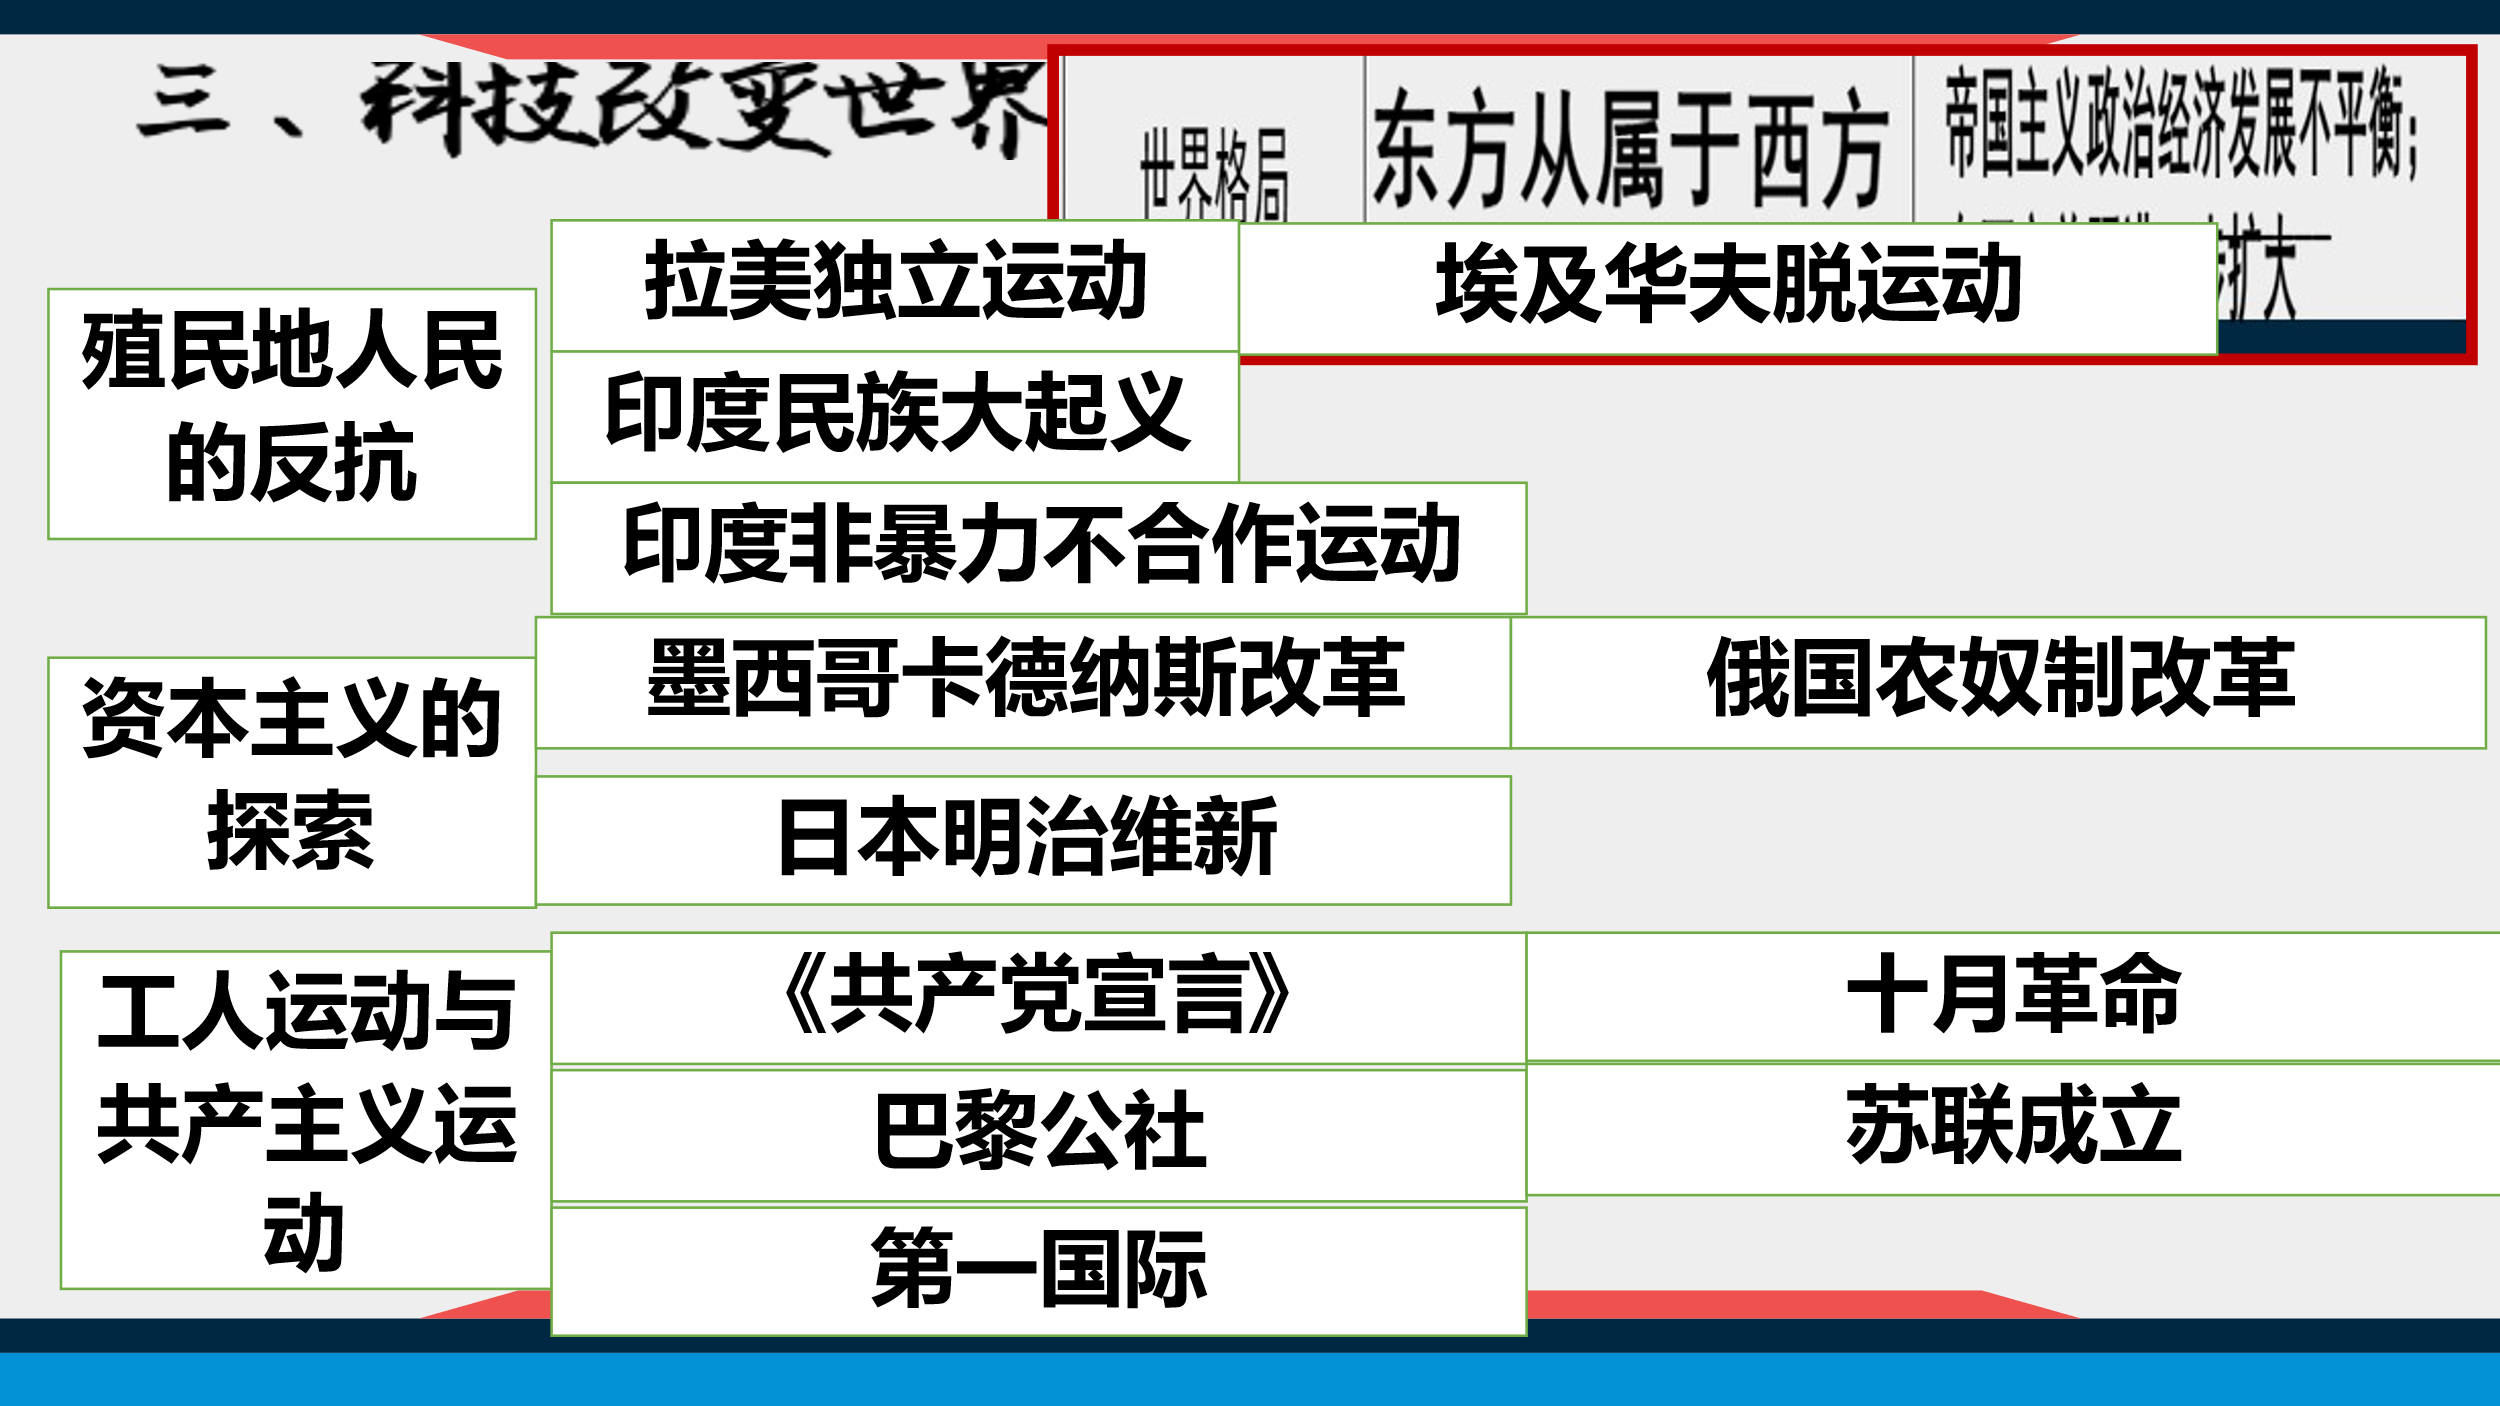 三、科技改变世界
世界格局
东方从属于西方
帝国主义政治经济发展不平衡；
扩大
拉美独立运动
埃及华夫脱运动
殖民地人民
的反抗
印度民族大起义
印度非暴力不合作运动
墨西哥卡德纳斯改革
俄国农奴制改革
资本主义的
探索
日本明治维新
《共产党宣言》
十月革命
工人运动与
共产主义运
动
巴黎公社
苏联成立
第一国际